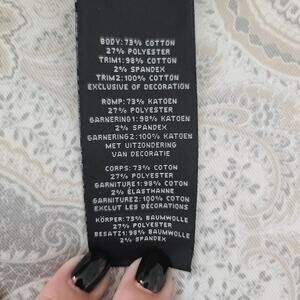 BODY: 73% COTTON
27% POLYESTER
TRIM1: 98% COTTON
2% SPANDEX
TRIM2: 100% COTTON
EXCLUSIVE OF DECORATION
ROMP: 73% KATOEN
27% POLYESTER
GARNERING1: 98% KATOEN
2% SPANDEX
GARNERING2: 100% KATOEN
MET UITZONDERING
VAN DECORATIE
CORPS: 73% COTON
27% POLYESTER
GARNITURE1: 98% COTON
2% ÉLASTHANNE
GARNITURE2: 100% COTON
EXCLUT LES DÉCORATIONS
KÖRPER: 73% BAUMWOLLE
27% POLYESTER
BESATZ1: 98% BAUMWOLLE
2% SPANDEX